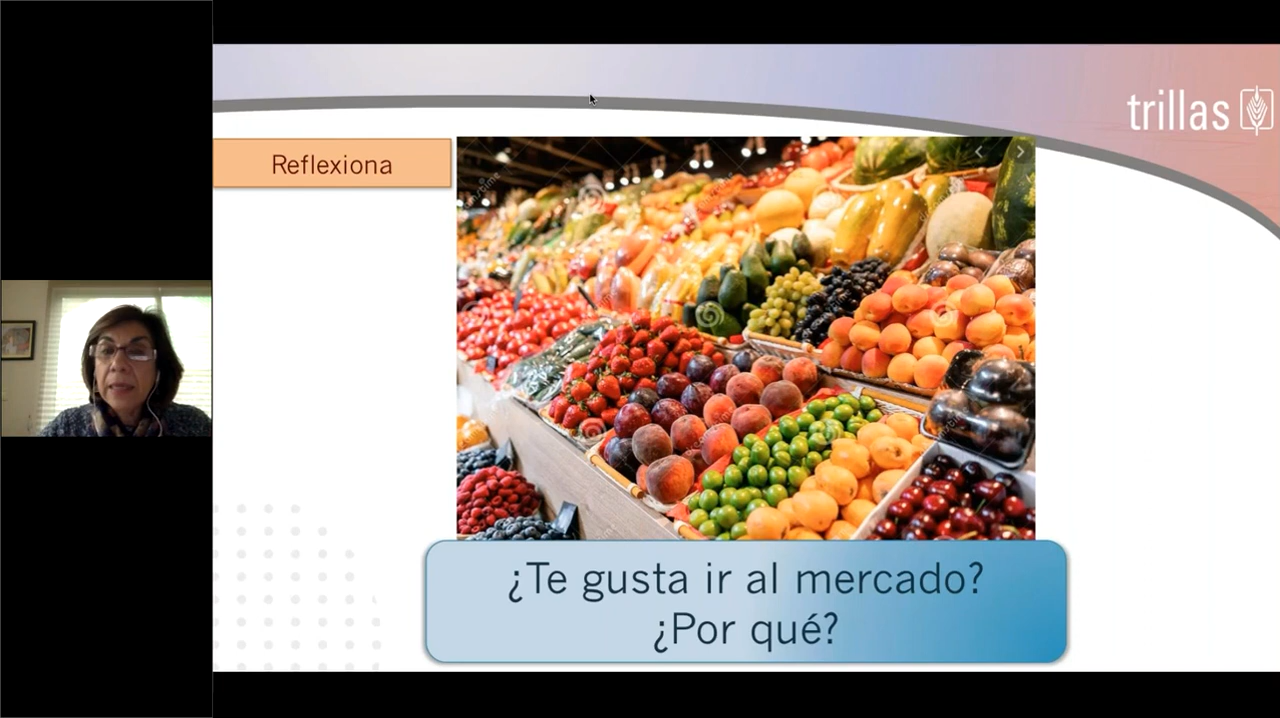 trillas
Reflexiona
¿Te gusta ir al mercado?
¿Por qué?